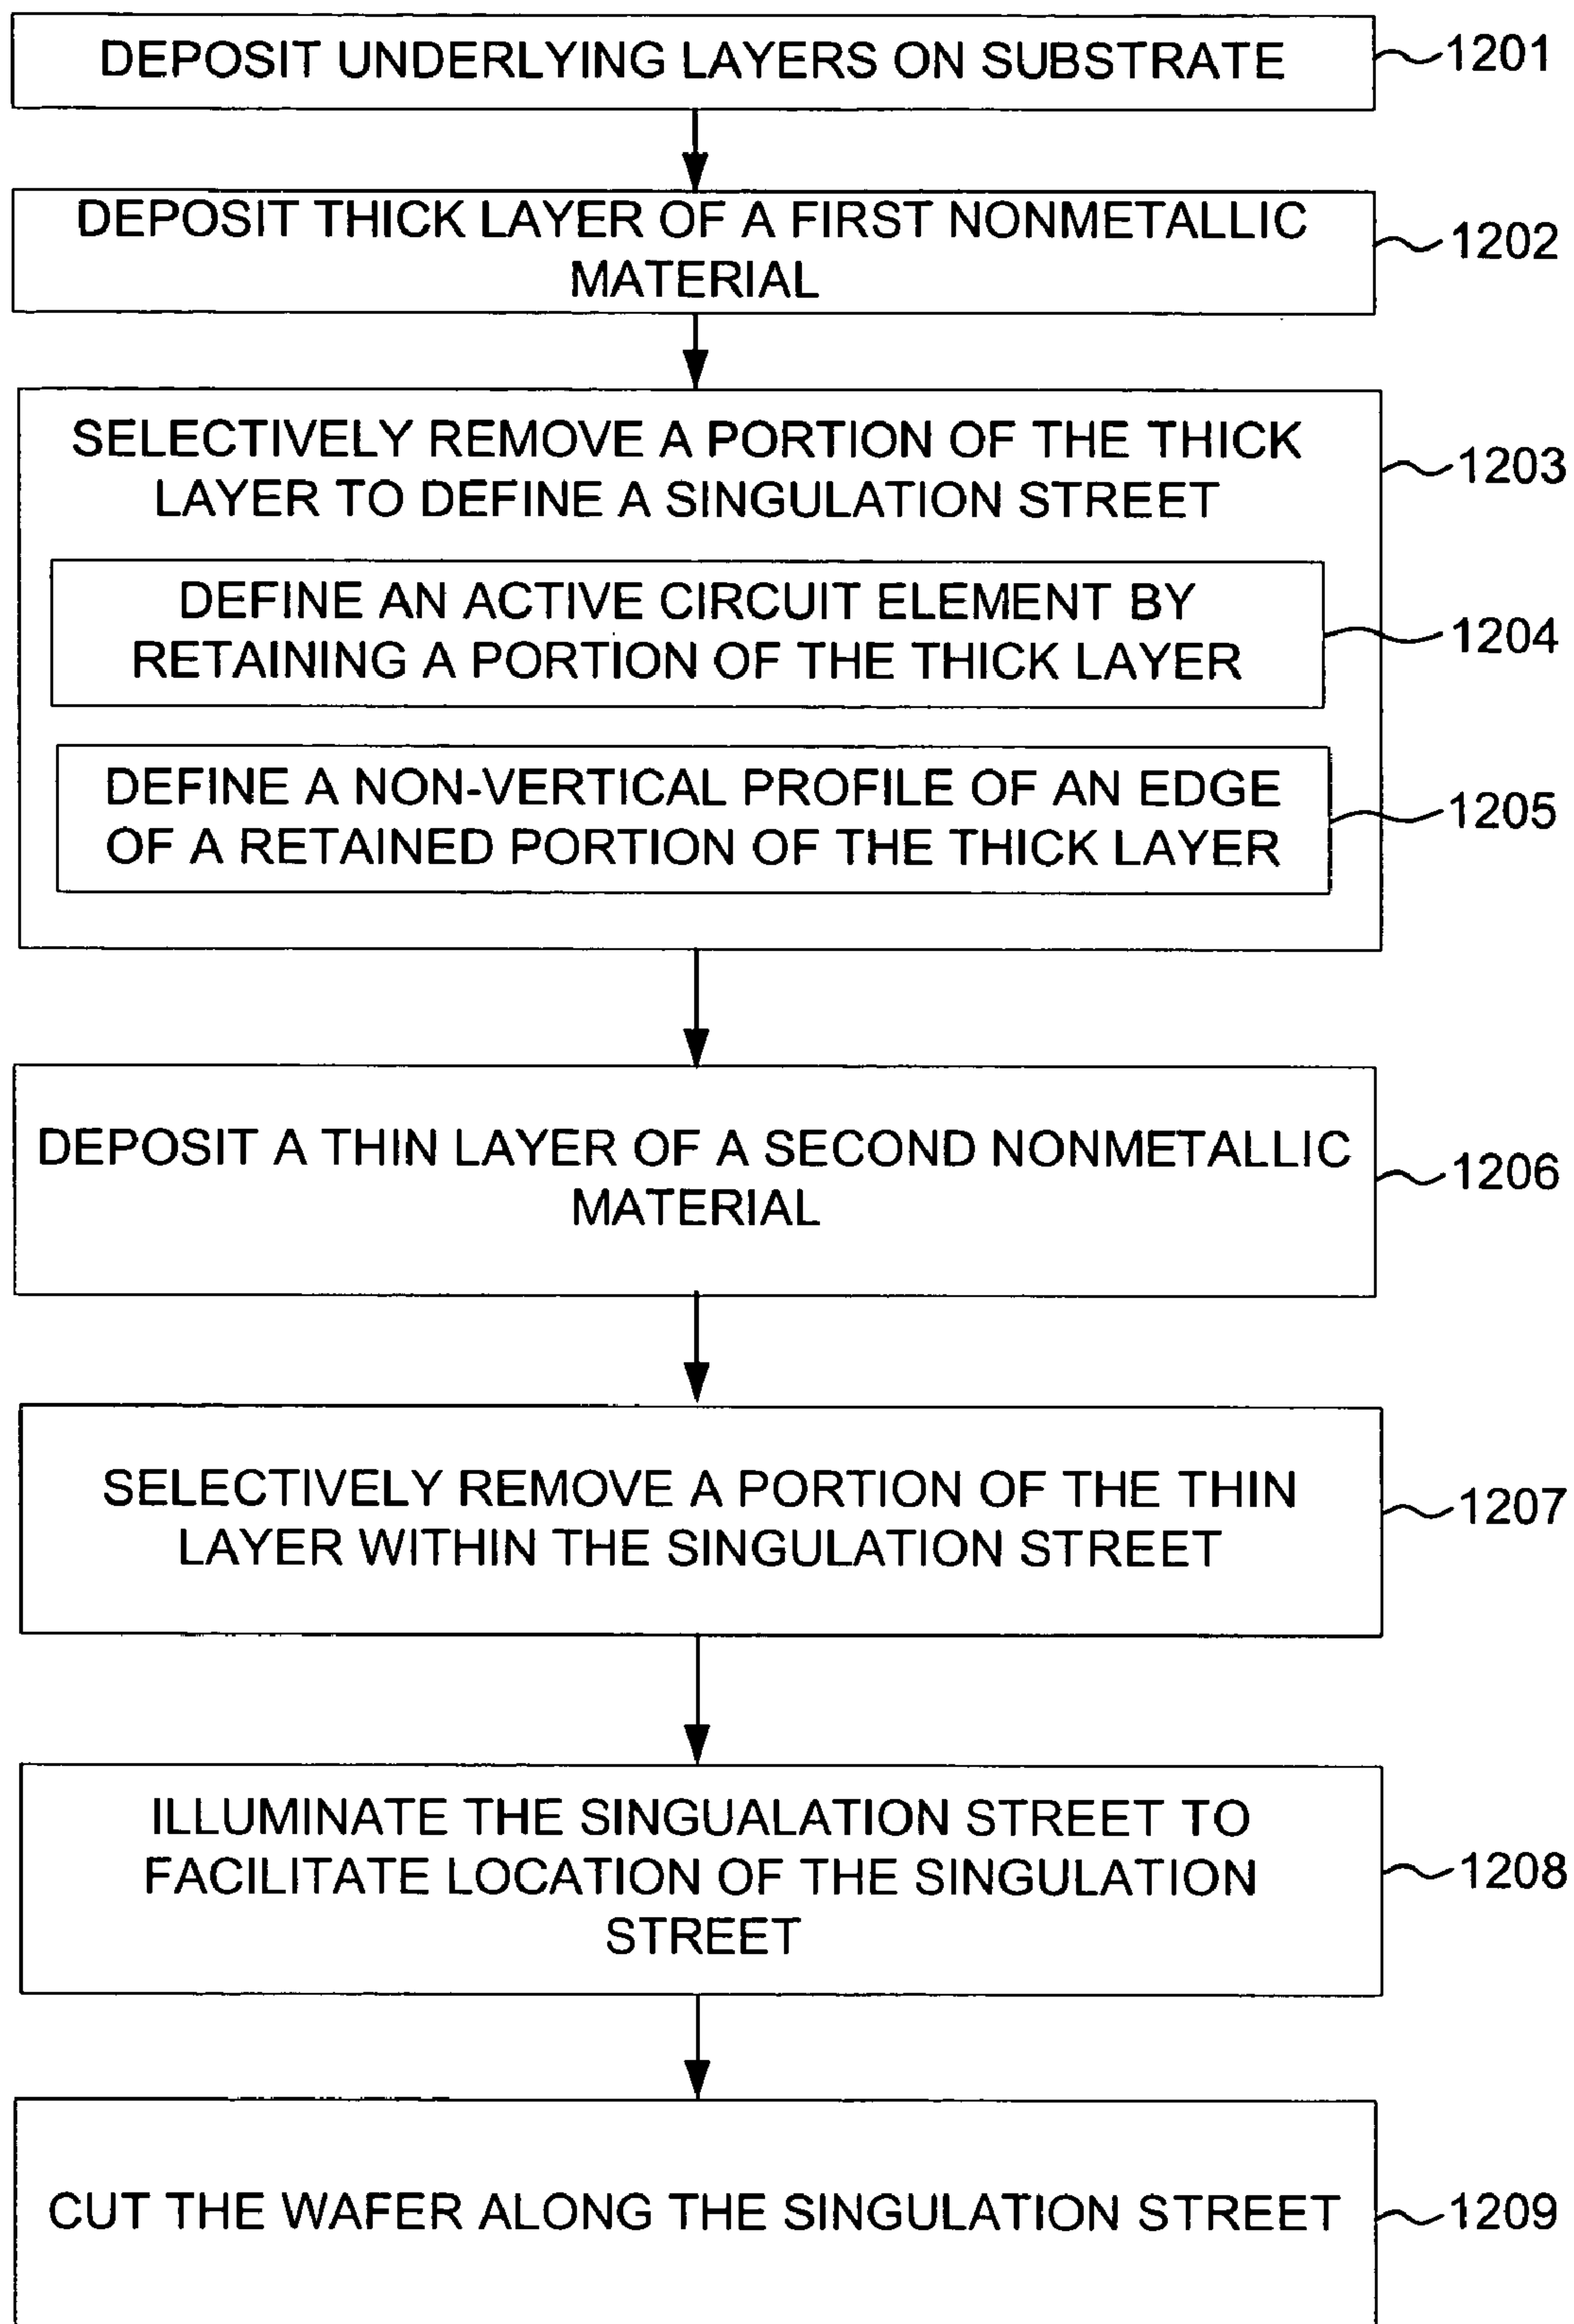 DEPOSIT UNDERLYING LAYERS ON SUBSTRATE
1201
DEPOSIT THICK LAYER OF A FIRST NONMETALLIC
MATERIAL
1202
SELECTIVELY REMOVE A PORTION OF THE THICK
LAYER TO DEFINE A SINGULATION STREET
1203
DEFINE AN ACTIVE CIRCUIT ELEMENT BY
RETAINING A PORTION OF THE THICK LAYER
1204
DEFINE A NON-VERTICAL PROFILE OF AN EDGE
OF A RETAINED PORTION OF THE THICK LAYER
1205
DEPOSIT A THIN LAYER OF A SECOND NONMETALLIC
MATERIAL
1206
SELECTIVELY REMOVE A PORTION OF THE THIN
LAYER WITHIN THE SINGULATION STREET
1207
ILLUMINATE THE SINGUALATION STREET TO
FACILITATE LOCATION OF THE SINGULATION
STREET
1208
CUT THE WAFER ALONG THE SINGULATION STREET
1209